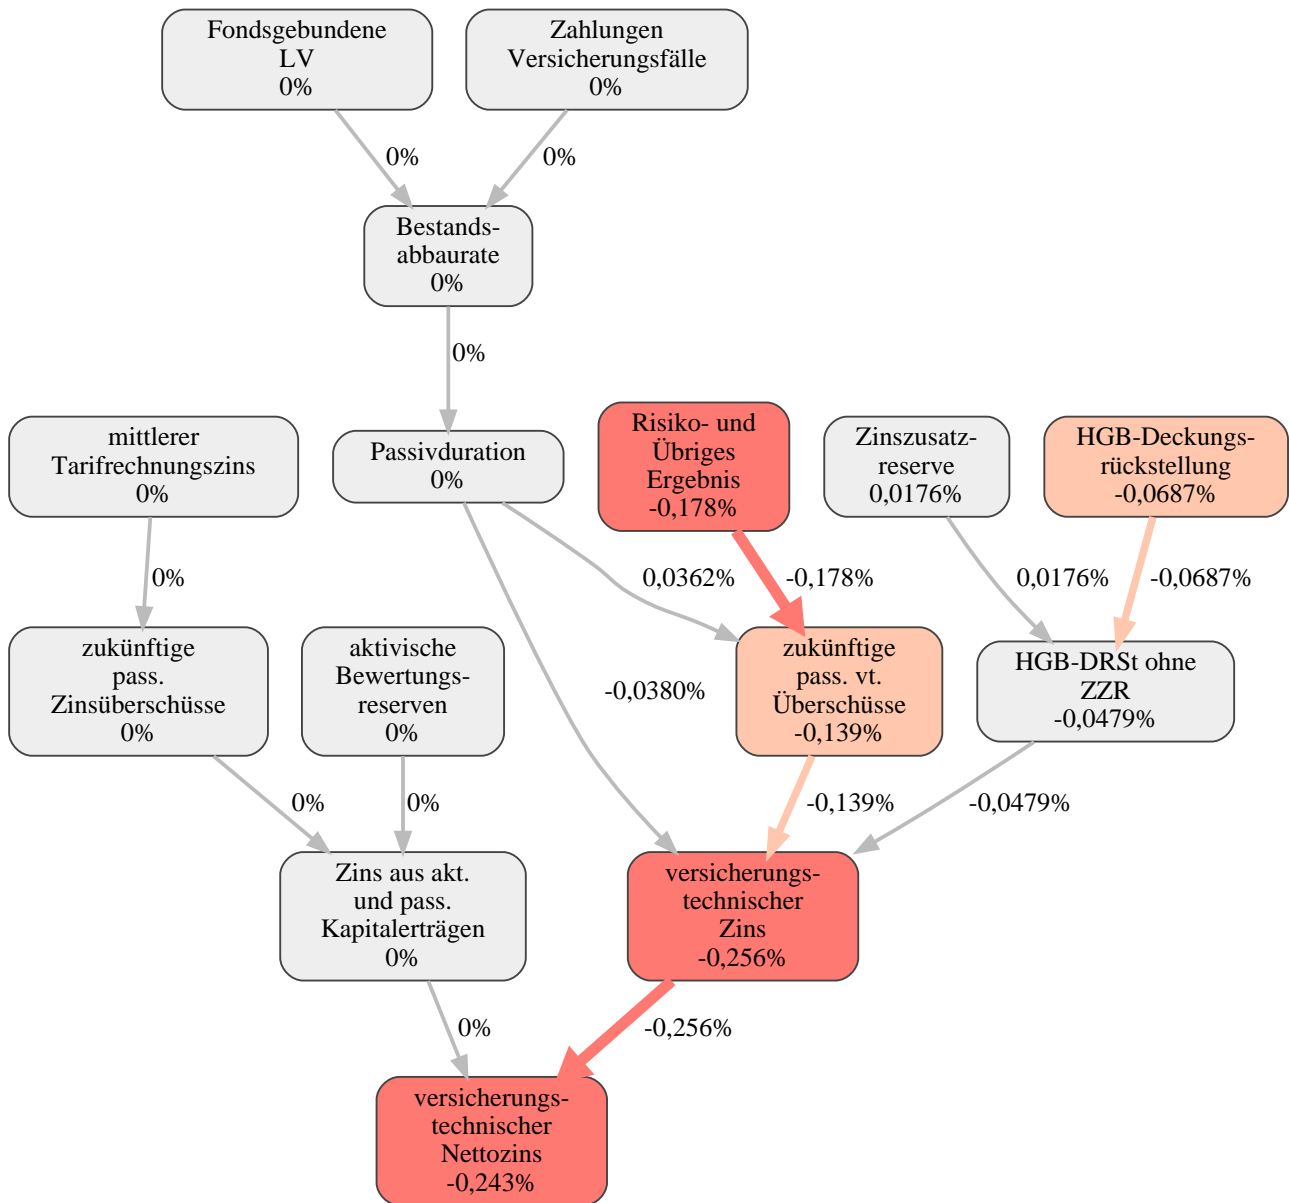 Fondsgebundene
LV
0%
Zahlungen
Versicherungsfälle
0%
0%
0%
Bestands-
abbaurate
0%
0%
mittlerer
Tarifrechnungszins
0%
Passivduration
0%
Risiko- und
Übriges
Ergebnis
-0,178%
Zinszusatz-
reserve
0,0176%
HGB-Deckungs-
rückstellung
-0,0687%
0%
0,0362%
-0,178%
0,0176%
-0,0687%
zukünftige
pass.
Zinsüberschüsse
0%
aktivische
Bewertungs-
reserven
0%
-0,0380%
zukünftige
pass. vt.
Überschüsse
-0,139%
HGB-DRSt ohne
ZZR
-0,0479%
0%
0%
-0,139%
-0,0479%
Zins aus akt.
und pass.
Kapitalerträgen
0%
versicherungs-
technischer
Zins
-0,256%
0%
-0,256%
versicherungs-
technischer
Nettozins
-0,243%